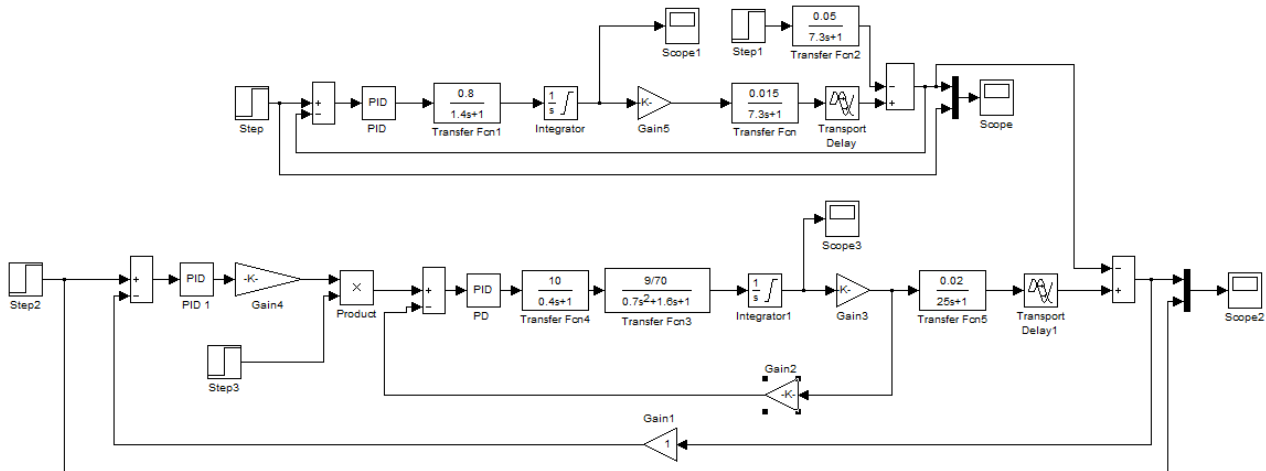 0.05
7.3s+1
Step1
Transfer Fcn2
Scope1
+
−
PID
0.8
1.4s+1
1
s
K-
0.015
7.3s+1
−
+
Step
PID
Transfer Fcn1
Integrator
Gain5
Transfer Fcn
Transport
Delay
Scope
Scope3
+
−
PID
-K-
×
+
−
PID
10
0.4s+1
9/70
0.7s²+1.6s+1
1
s
K-
0.02
25s+1
−
+
Step2
PID 1
Gain4
Product
PD
Transfer Fcn4
Transfer Fcn3
Integrator1
Gain3
Transfer Fcn5
Transport
Delay1
Scope2
Step3
Gain2
-K-
Gain1
1